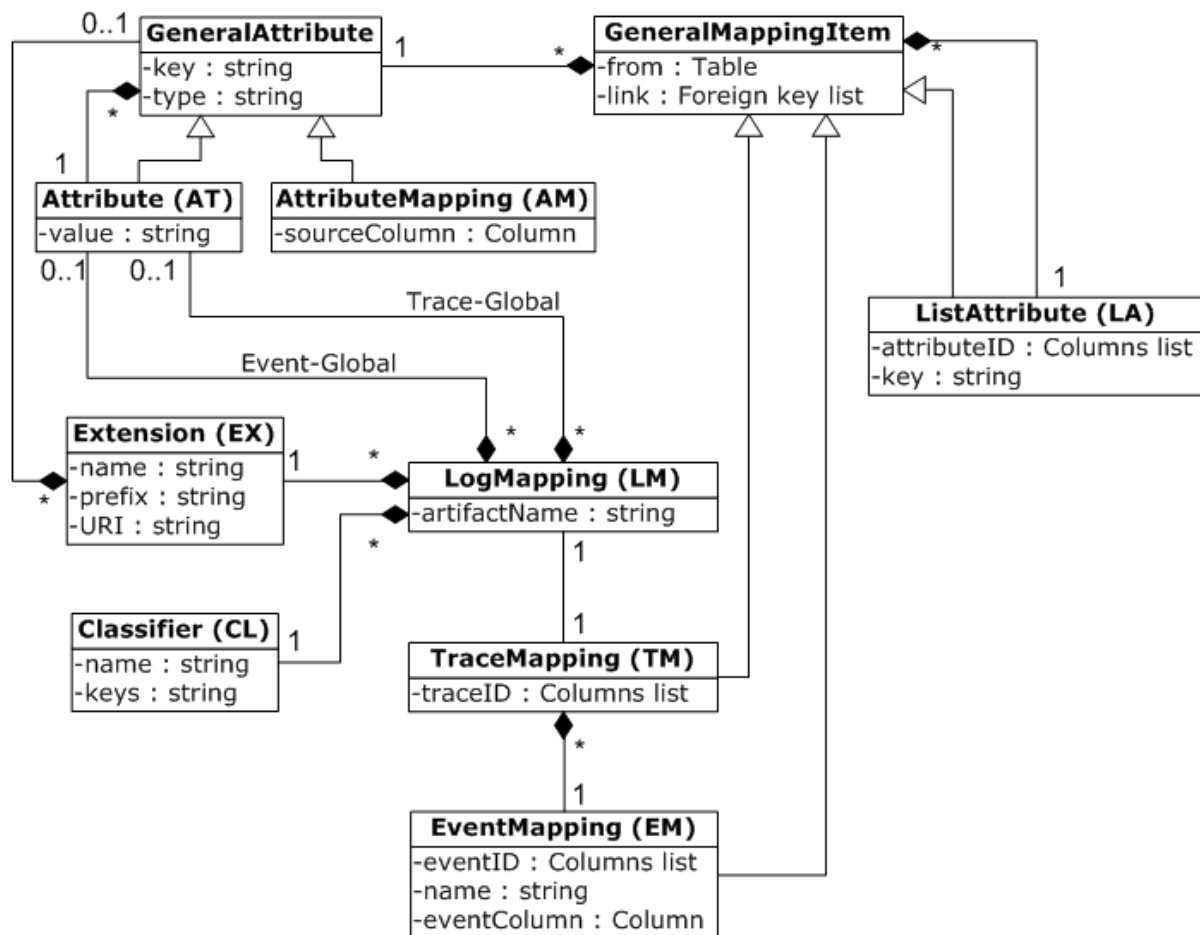 0..1
GeneralAttribute
-key : string
-type : string
1
*
GeneralMappingItem
-from : Table
-link : Foreign key list
*
*
1
Attribute (AT)
-value : string
AttributeMapping (AM)
-sourceColumn : Column
0..1
0..1
1
ListAttribute (LA)
-attributeID : Columns list
-key : string
Trace-Global
Event-Global
*
*
Extension (EX)
-name : string
-prefix : string
-URI : string
*
1
*
LogMapping (LM)
-artifactName : string
*
1
Classifier (CL)
-name : string
-keys : string
1
1
TraceMapping (TM)
-traceID : Columns list
*
1
EventMapping (EM)
-eventID : Columns list
-name : string
-eventColumn : Column